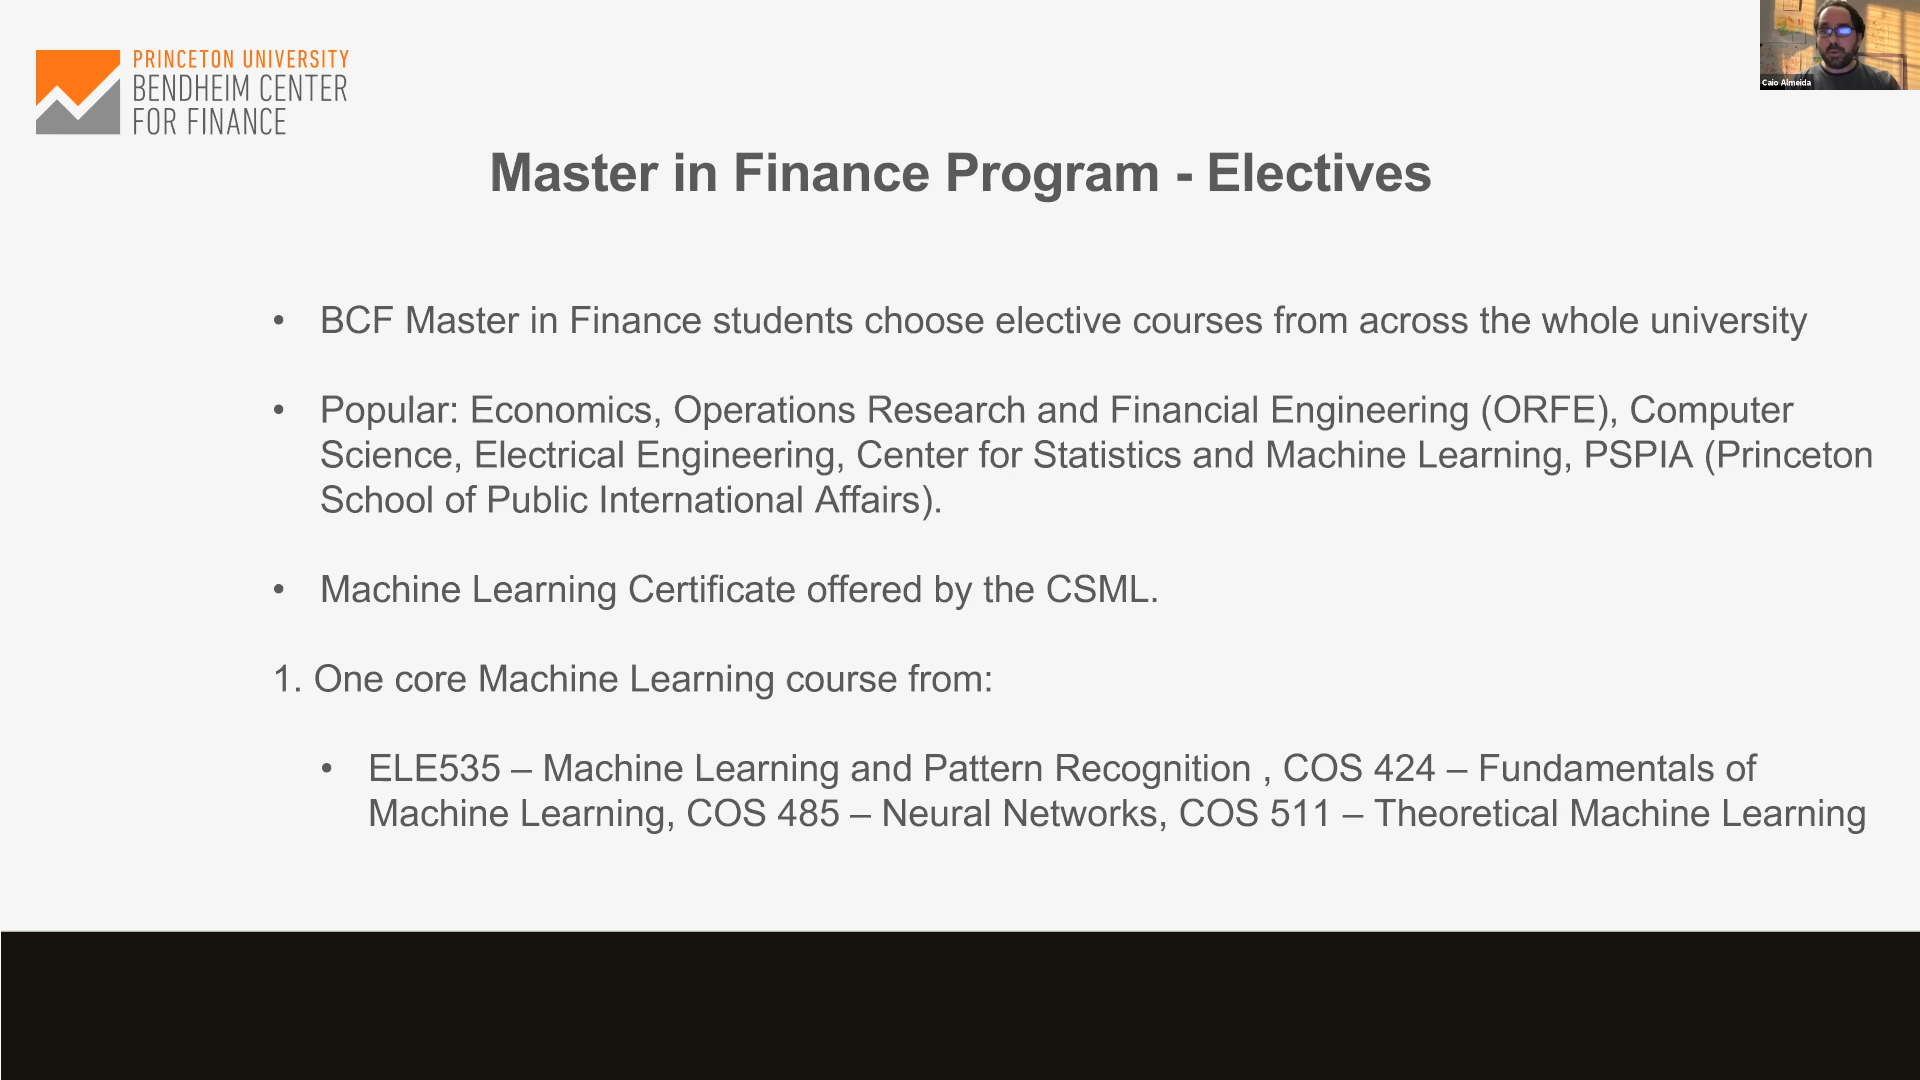 PRINCETON UNIVERSITY
BENDHEIM CENTER
FOR FINANCE
Caio Almeida
Master in Finance Program - Electives
• BCF Master in Finance students choose elective courses from across the whole university
• Popular: Economics, Operations Research and Financial Engineering (ORFE), Computer
Science, Electrical Engineering, Center for Statistics and Machine Learning, PSPIA (Princeton
School of Public International Affairs).
• Machine Learning Certificate offered by the CSML.
1. One core Machine Learning course from:
• ELE535 – Machine Learning and Pattern Recognition , COS 424 – Fundamentals of
Machine Learning, COS 485 – Neural Networks, COS 511 – Theoretical Machine Learning